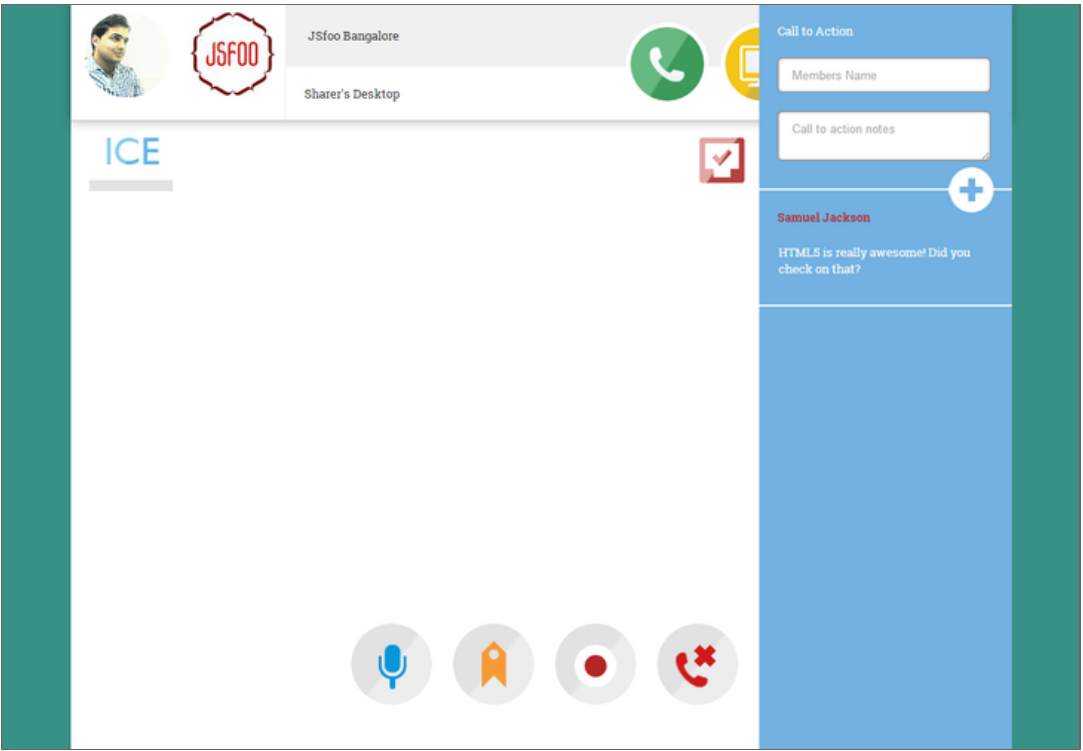 JSFOO
JSfoo Bangalore
Sharer's Desktop
ICE
Call to Action
Members Name
Call to action notes
Samuel Jackson
HTML5 is really awesome! Did you
check on that?